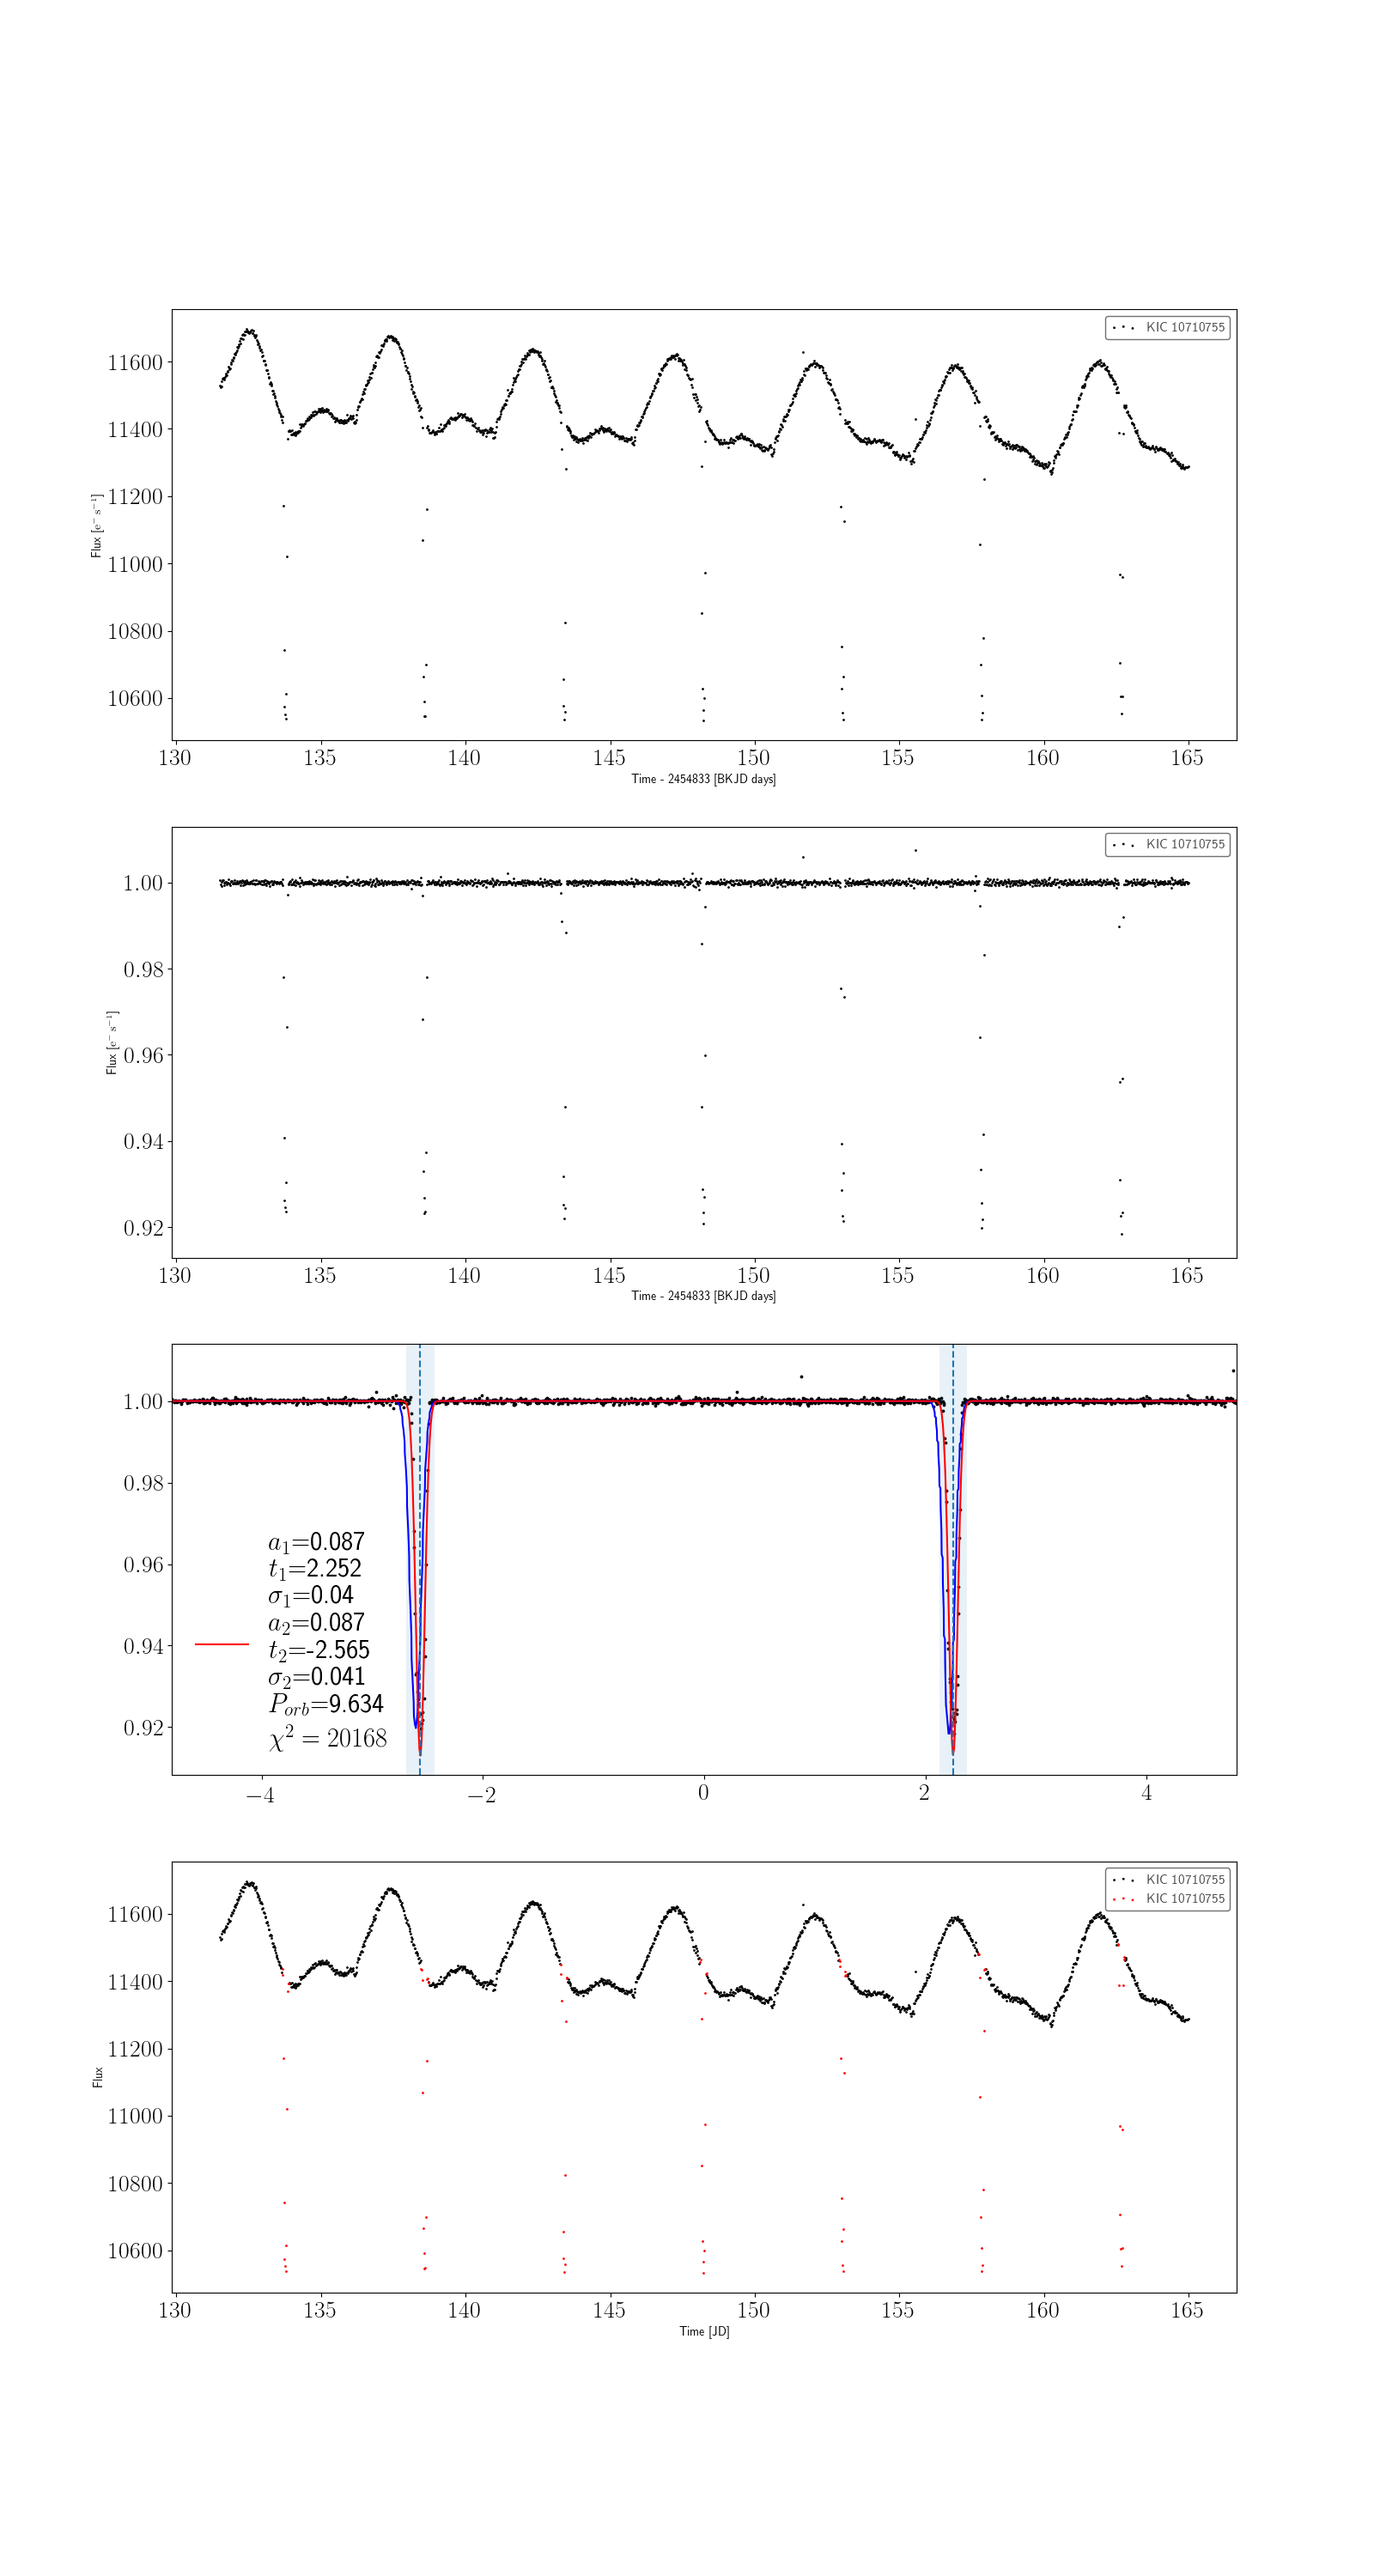 KIC 10710755
11600
11400
11200
11000
10800
10600
Flux [e⁻ s⁻¹]
130 135 140 145 150 155 160 165
Time - 2454833 [BKJD days]
KIC 10710755
1.00
0.98
0.96
0.94
0.92
Flux [e⁻ s⁻¹]
130 135 140 145 150 155 160 165
Time - 2454833 [BKJD days]
1.00
0.98
0.96
0.94
0.92
a₁=0.087
t₁=2.252
σ₁=0.04
a₂=0.087
t₂=-2.565
σ₂=0.041
Pₒᵣb=9.634
χ² = 20168
−4 −2 0 2 4
KIC 10710755
KIC 10710755
11600
11400
11200
11000
10800
10600
Flux
130 135 140 145 150 155 160 165
Time [JD]